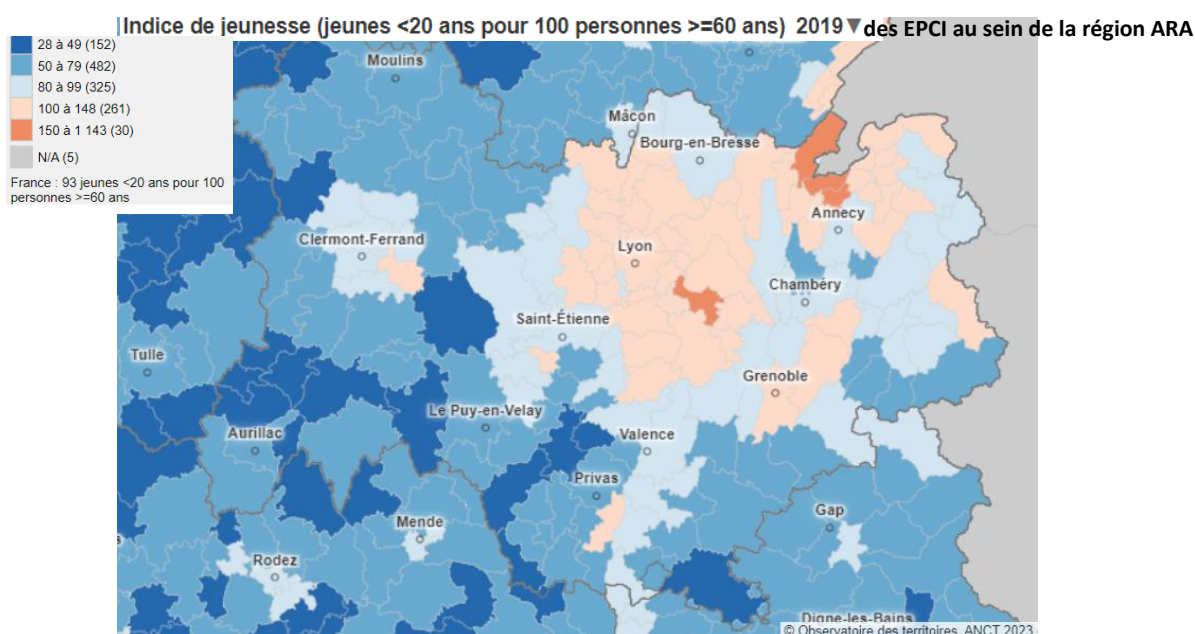 Indice de jeunesse (jeunes <20 ans pour 100 personnes >=60 ans) 2019▼des EPCI au sein de la région ARA
28 à 49 (152)
50 à 79 (482)
80 à 99 (325)
100 à 148 (261)
150 à 1 143 (30)
N/A (5)
France : 93 jeunes <20 ans pour 100
personnes >=60 ans
Moulins
Mâcon
Bourg-en-Bresse
Annecy
Clermont-Ferrand
Lyon
Chambéry
Saint-Étienne
Tulle
Grenoble
Le Puy-en-Velay
Aurillac
Valence
Privas
Gap
Mende
Rodez
Digne-les-Bains
© Observatoire des territoires, ANCT 2023